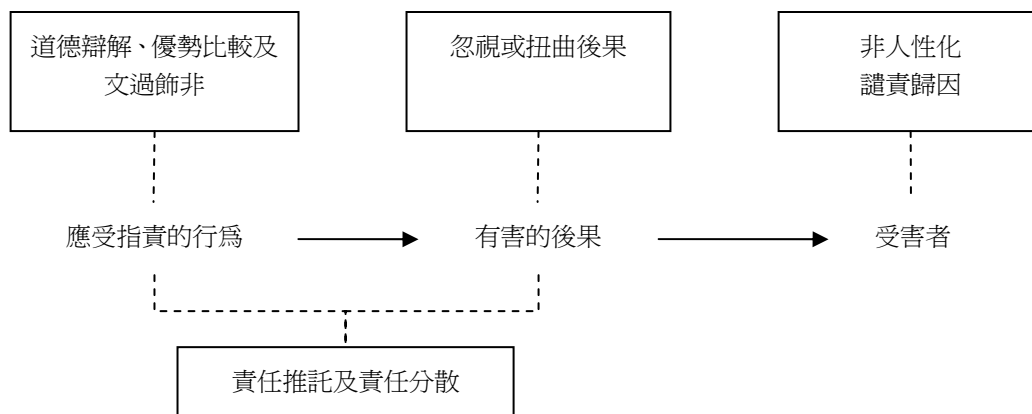 道德辯解、優勢比較及
文過飾非
忽視或扭曲後果
非人性化
譴責歸因
應受指責的行為
有害的後果
受害者
責任推託及責任分散